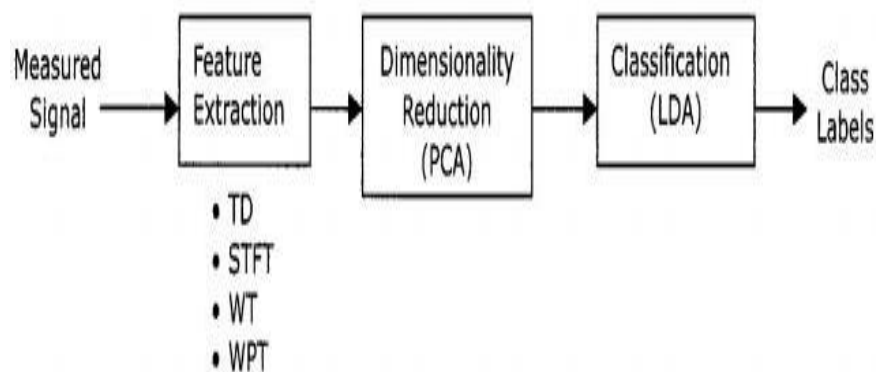 Measured
Signal
Feature
Extraction
Dimensionality
Reduction
(PCA)
Classification
(LDA)
Class
Labels
• TD
• STFT
• WT
• WPT